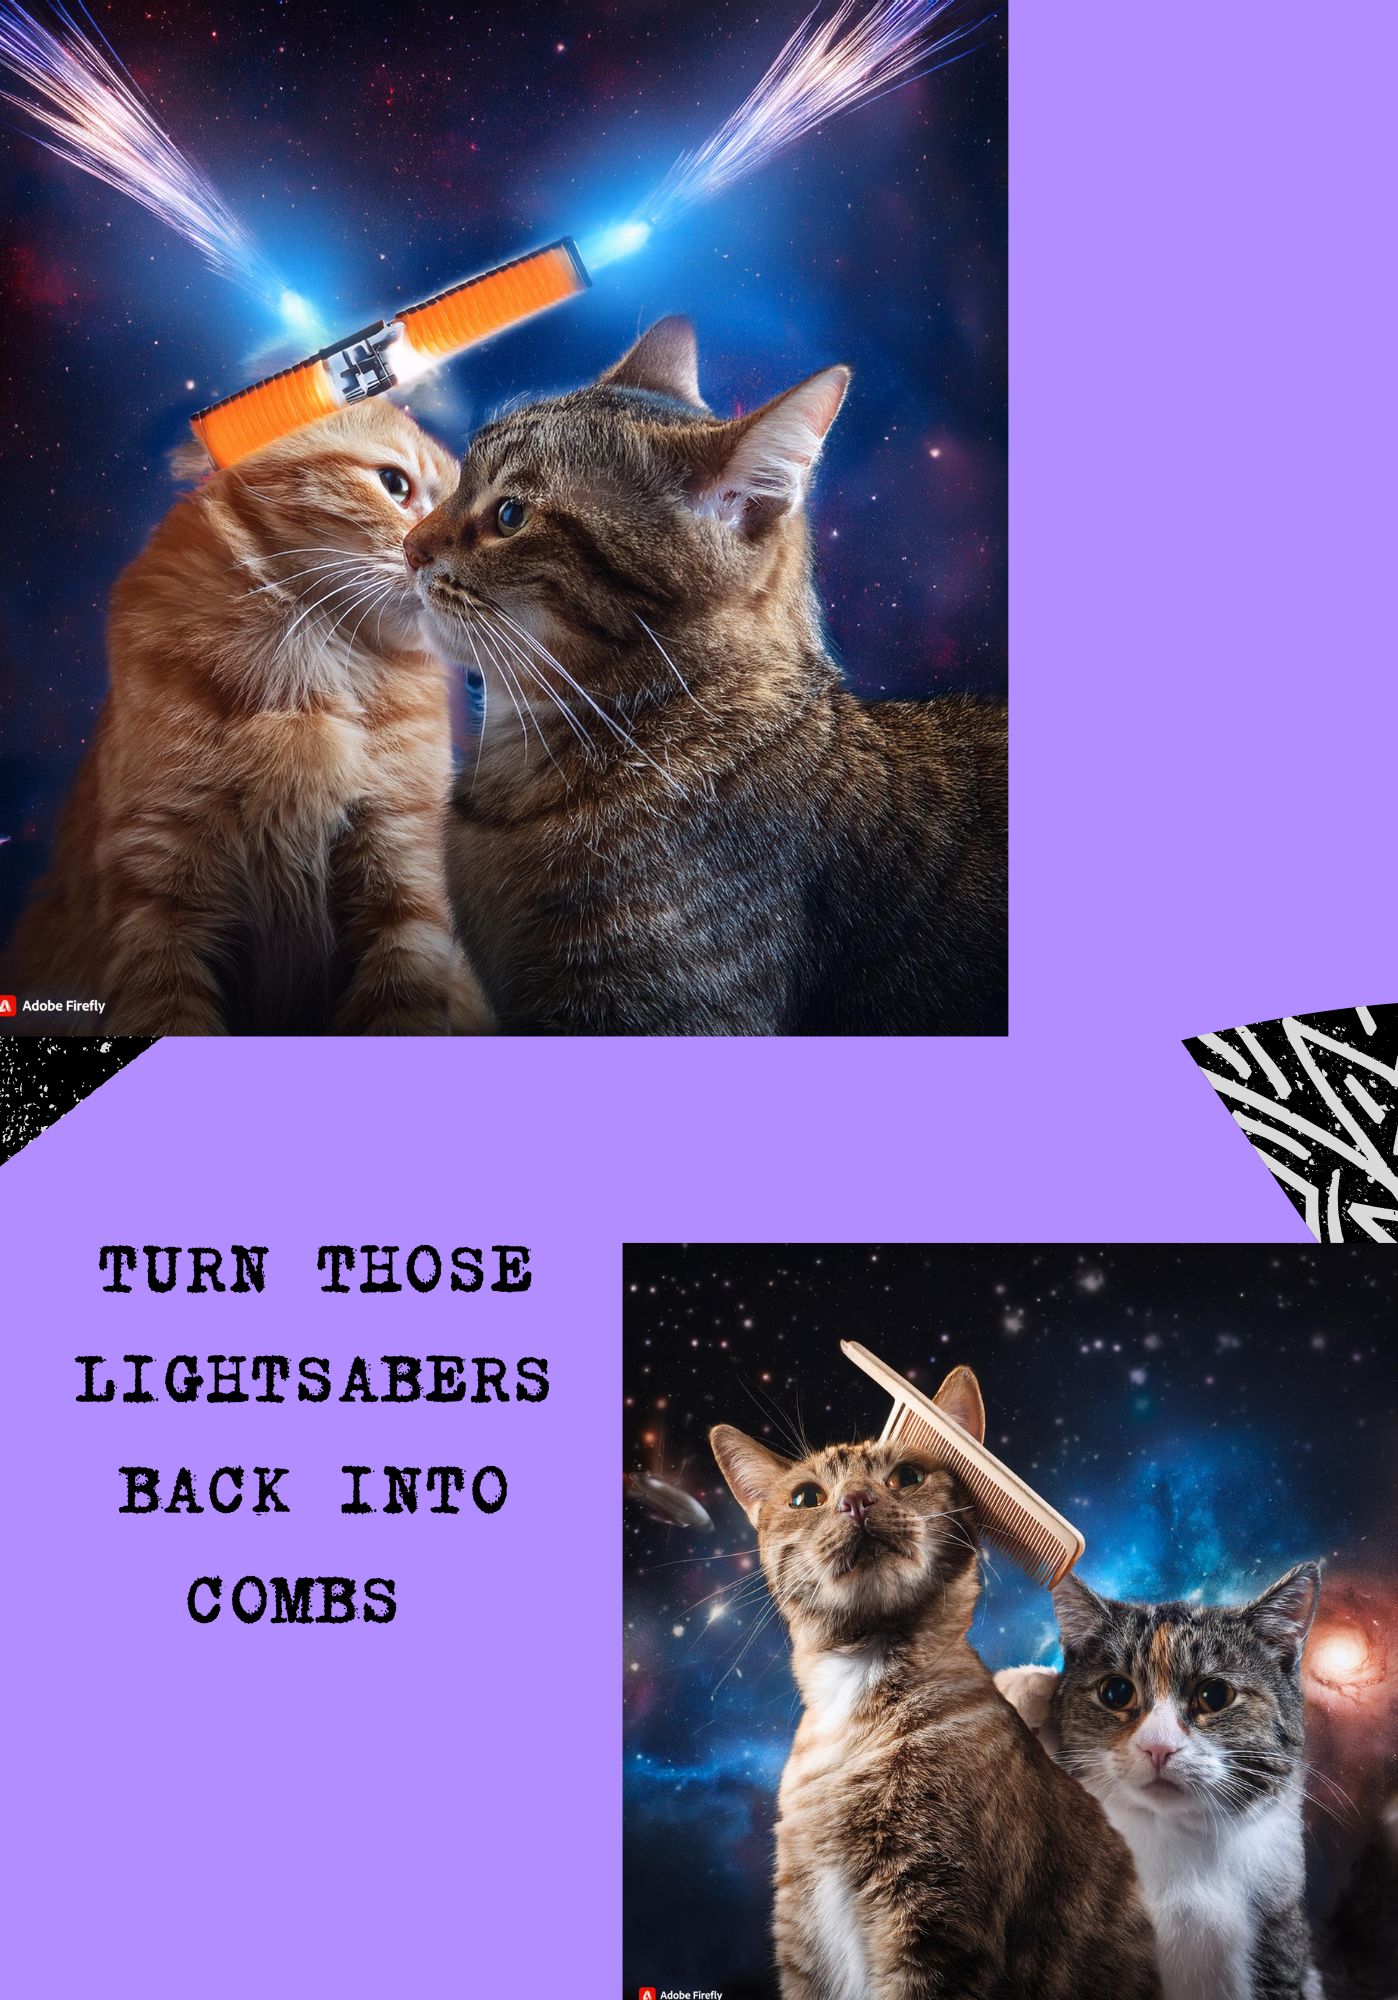 Adobe Firefly
TURN THOSE
LIGHTSABERS
BACK INTO
COMBS
Adobe Firefly